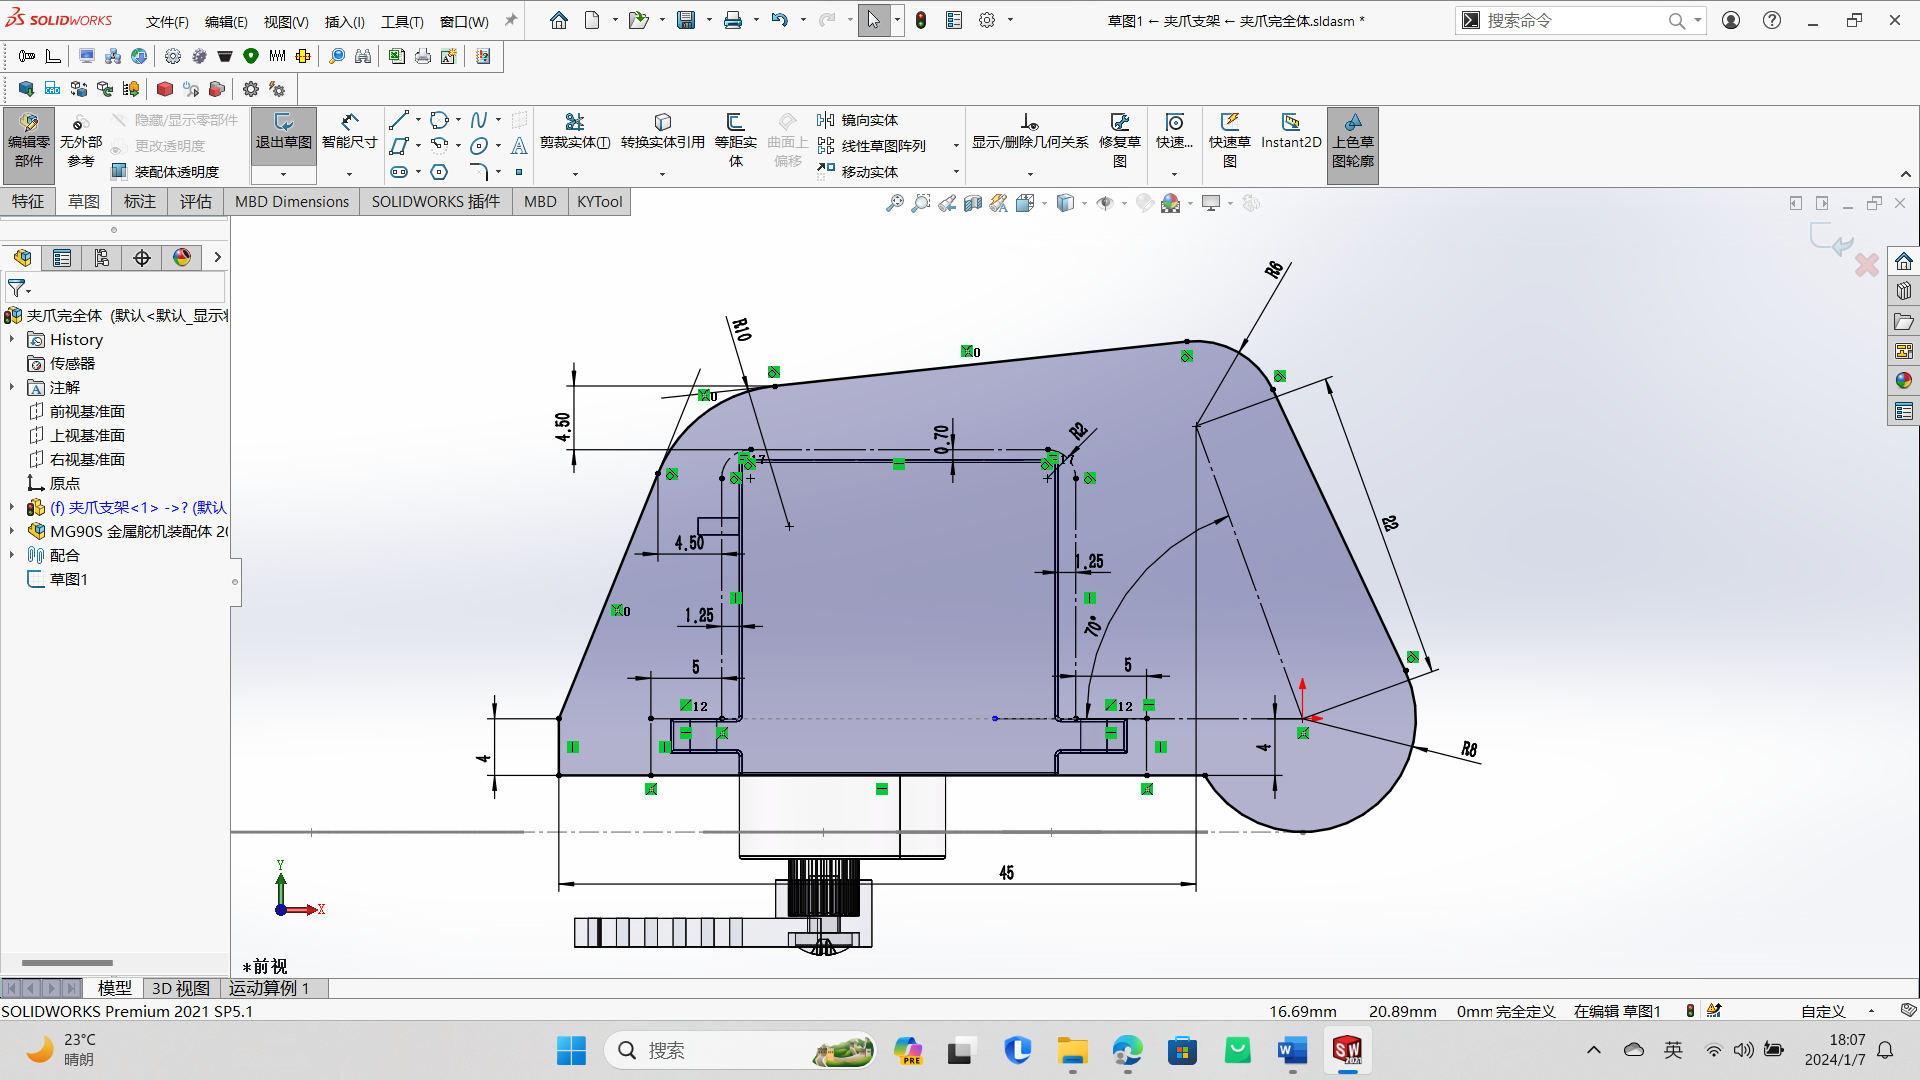 SOLIDWORKS 文件(F) 编辑(E) 视图(V) 插入(I) 工具(T) 窗口(W) 草图1 ← 夹爪支架 ← 夹爪完全体.sldasm * 搜索命令
编辑零部件 无外部参考 隐藏/显示零部件 更改透明度 装配体透明度
退出草图 智能尺寸 剪裁实体(T) 转换实体引用 等距实体 曲面上偏移
镜向实体
线性草图阵列
移动实体
显示/删除几何关系 修复草图 快速... 快速草图 Instant2D 上色草图轮廓
特征 草图 标注 评估 MBD Dimensions SOLIDWORKS 插件 MBD KYTool
夹爪完全体 (默认<默认_显示状
History
传感器
注解
前视基准面
上视基准面
右视基准面
原点
(f) 夹爪支架<1> ->? (默认
MG90S 金属舵机装配体 20
配合
草图1
R6
R10
0
0
4.50
0.70
R2
17
17
22
4.50
1.25
70°
0
1.25
5
5
12
12
4
4
R8
45
Y
X
*前视
模型 3D 视图 运动算例 1
SOLIDWORKS Premium 2021 SP5.1 16.69mm 20.89mm 0mm 完全定义 在编辑 草图1 自定义
23°C
晴朗
搜索
PRE
SW
2021
英
18:07
2024/1/7